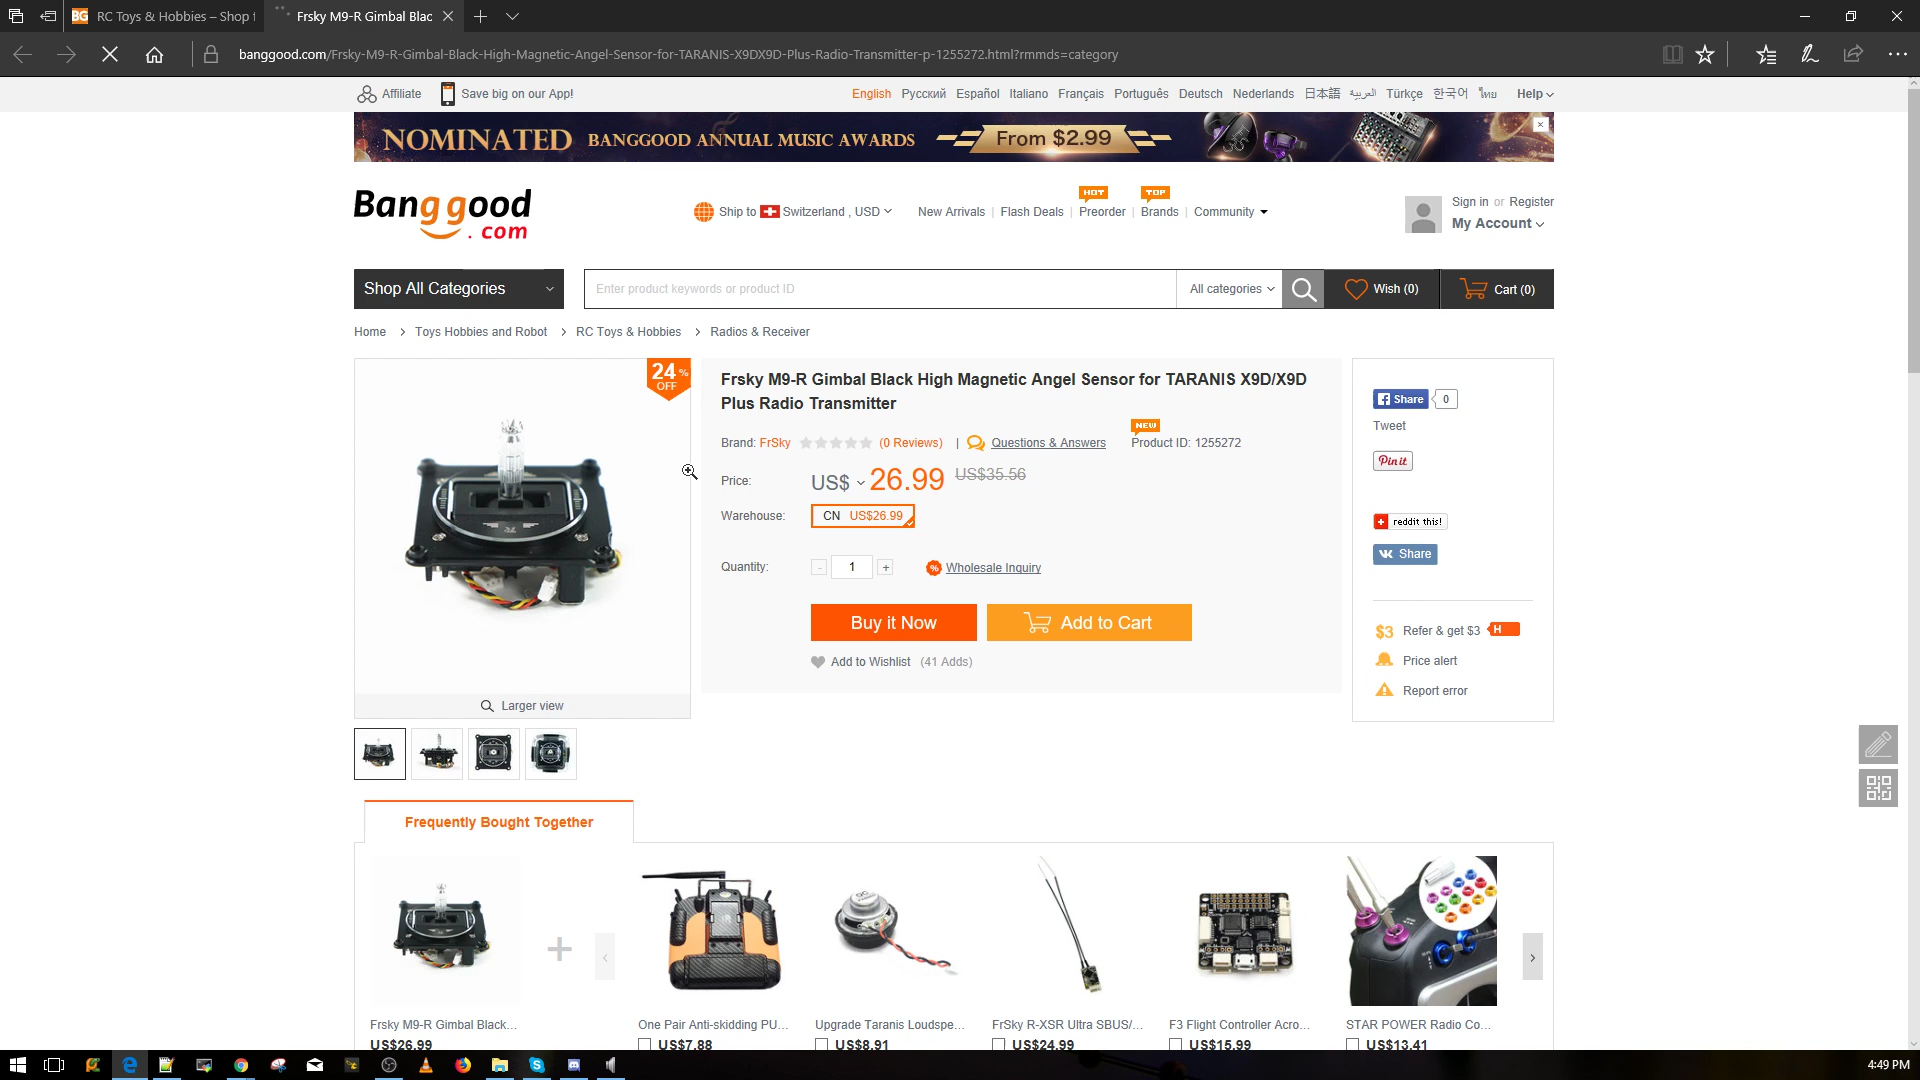 RC Toys & Hobbies – Shop f
Frsky M9-R Gimbal Blac
banggood.com/Frsky-M9-R-Gimbal-Black-High-Magnetic-Angel-Sensor-for-TARANIS-X9DX9D-Plus-Radio-Transmitter-p-1255272.html?rmmds=category
Affiliate Save big on our App! English Русский Español Italiano Français Português Deutsch Nederlands 日本語 العربية Türkçe 한국어 ไทย Help
NOMINATED BANGGOOD ANNUAL MUSIC AWARDS From $2.99
HOT TOP
Banggood
.com
Ship to Switzerland , USD New Arrivals Flash Deals Preorder Brands Community
Sign in or Register
My Account
Shop All Categories Enter product keywords or product ID All categories Wish (0) Cart (0)
Home > Toys Hobbies and Robot > RC Toys & Hobbies > Radios & Receiver
24% OFF
Frsky M9-R Gimbal Black High Magnetic Angel Sensor for TARANIS X9D/X9D
Plus Radio Transmitter
NEW
Brand: FrSky (0 Reviews) | Questions & Answers Product ID: 1255272
Price: US$ 26.99 US$35.56
Warehouse: CN US$26.99
Quantity: - 1 + Wholesale Inquiry
Buy it Now Add to Cart
Add to Wishlist (41 Adds)
Share 0
Tweet
Pin it
reddit this!
Share
$3 Refer & get $3 H
Price alert
Report error
Larger view
Frequently Bought Together
Frsky M9-R Gimbal Black... One Pair Anti-skidding PU... Upgrade Taranis Loudspe... FrSky R-XSR Ultra SBUS/... F3 Flight Controller Acro... STAR POWER Radio Co...
US$26.99 US$7.88 US$8.91 US$24.99 US$15.99 US$13.41
4:49 PM